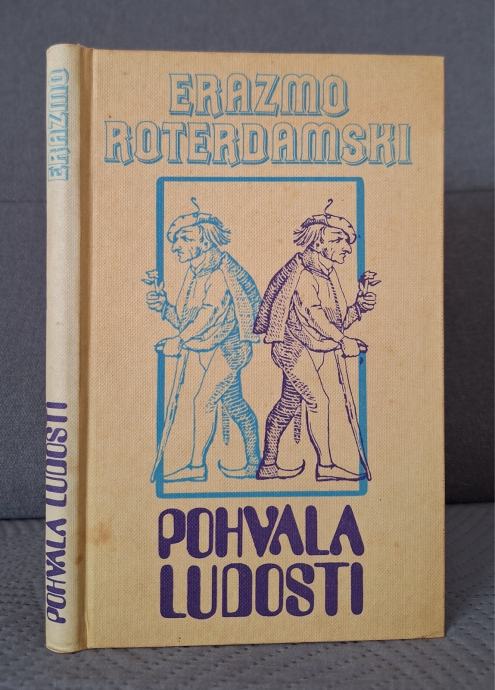 ERAZMO
POHVALA LUDOSTI
ERAZMO
ROTERDAMSKI
POHVALA
LUDOSTI